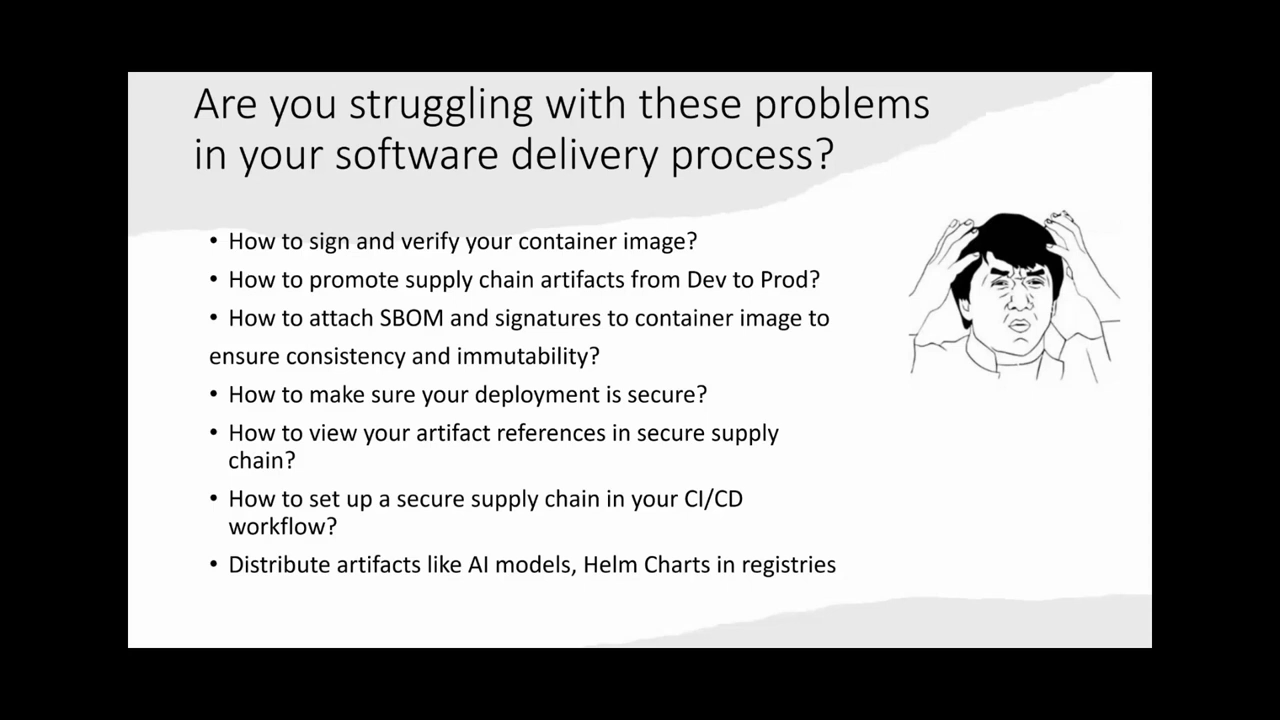 Are you struggling with these problems
in your software delivery process?
• How to sign and verify your container image?
• How to promote supply chain artifacts from Dev to Prod?
• How to attach SBOM and signatures to container image to
ensure consistency and immutability?
• How to make sure your deployment is secure?
• How to view your artifact references in secure supply
chain?
• How to set up a secure supply chain in your CI/CD
workflow?
• Distribute artifacts like AI models, Helm Charts in registries